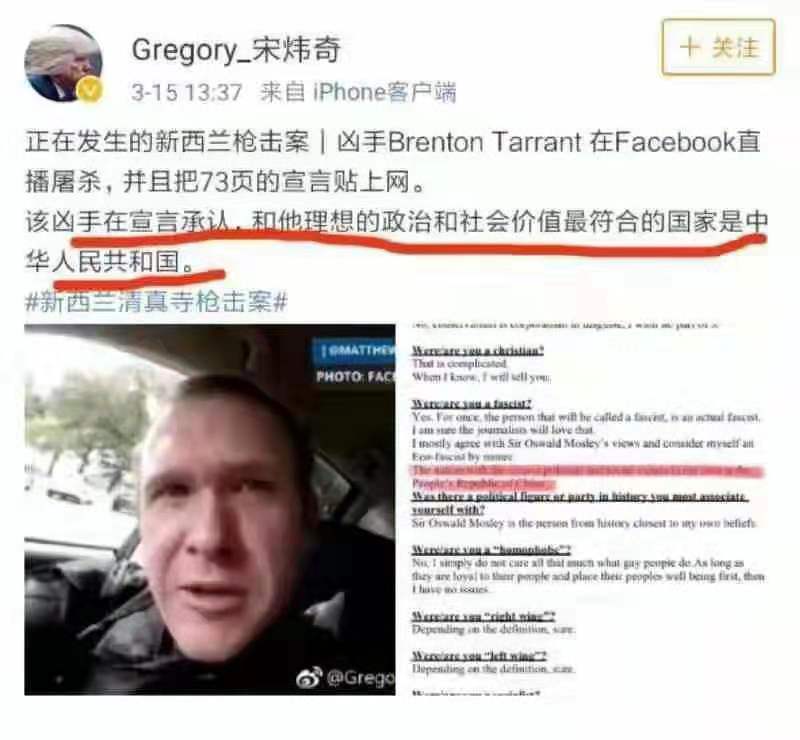 Gregory_宋炜奇
+ 关注
3-15 13:37 来自 iPhone客户端
正在发生的新西兰枪击案｜凶手Brenton Tarrant 在Facebook直
播屠杀，并且把73页的宣言贴上网。
该凶手在宣言承认，和他理想的政治和社会价值最符合的国家是中
华人民共和国。
#新西兰清真寺枪击案#
@MATTHEW
PHOTO: FACE
@Grego
Were/are you a christian?
That is complicated.
When I know, I will tell you.
Were/are you a fascist?
Yes. For once, the person that will be called a fascist, is an actual fascist.
I am sure the journalists will love that.
I mostly agree with Sir Oswald Mosley's views and consider myself an
Eco-fascist by nature.
The nation with the closest political and social values to my own is the
People's Republic of China.
Was there a political figure or party in history you most associate
yourself with?
Sir Oswald Mosley is the person from history closest to my own beliefs.
Were/are you a "homophobe"?
No, I simply do not care all that much what gay people do. As long as
they are loyal to their people and place their peoples well being first, then
I have no issues.
Were/are you "right wing"?
Depending on the definition, sure.
Were/are you "left wing"?
Depending on the definition, sure.